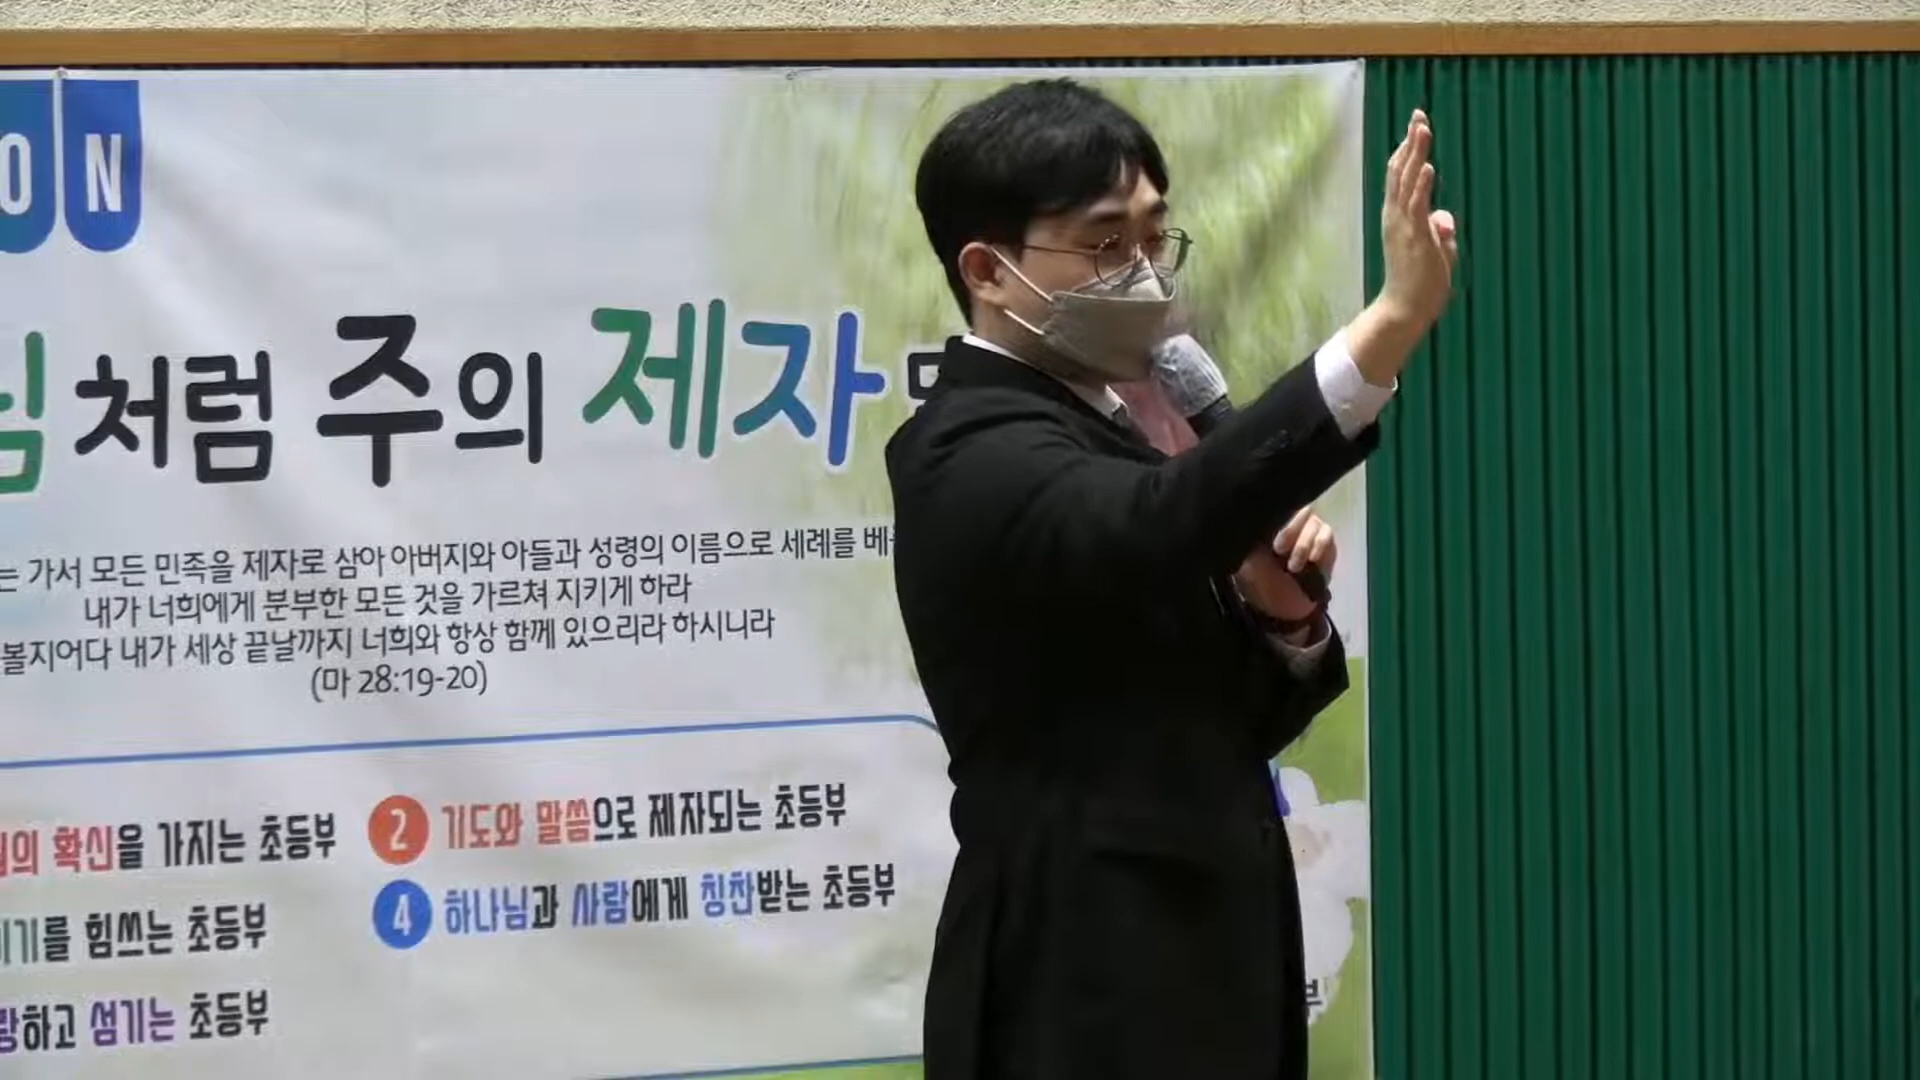 ON
처럼 주의 제자
는 가서 모든 민족을 제자로 삼아 아버지와 아들과 성령의 이름으로 세례를
내가 너희에게 분부한 모든 것을 가르쳐 지키게 하라
볼지어다 내가 세상 끝날까지 너희와 항상 함께 있으리라 하시니라
(마 28:19-20)
의 확신을 가지는 초등부
2 기도와 말씀으로 제자되는 초등부
기를 힘쓰는 초등부
4 하나님과 사람에게 칭찬받는 초등부
하고 섬기는 초등부